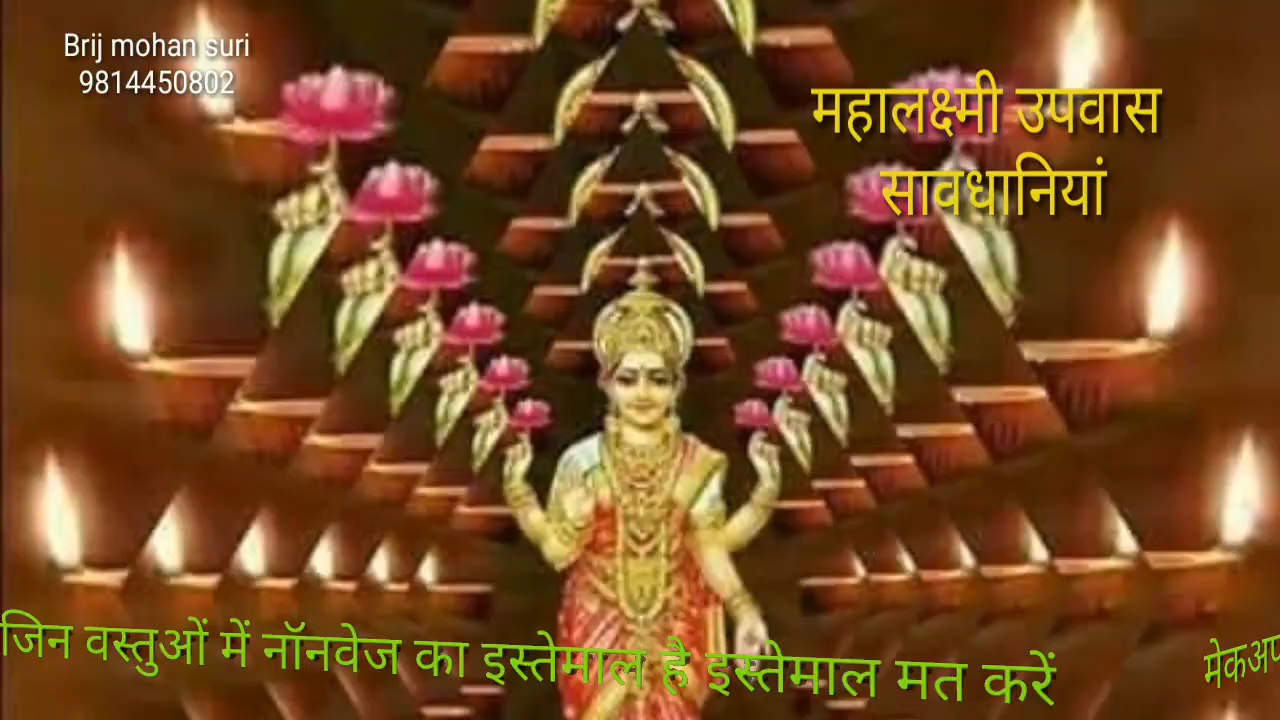 Brij mohan suri
9814450802
महालक्ष्मी उपवास
सावधानियां
जिन वस्तुओं में नॉनवेज का इस्तेमाल है इस्तेमाल मत करें